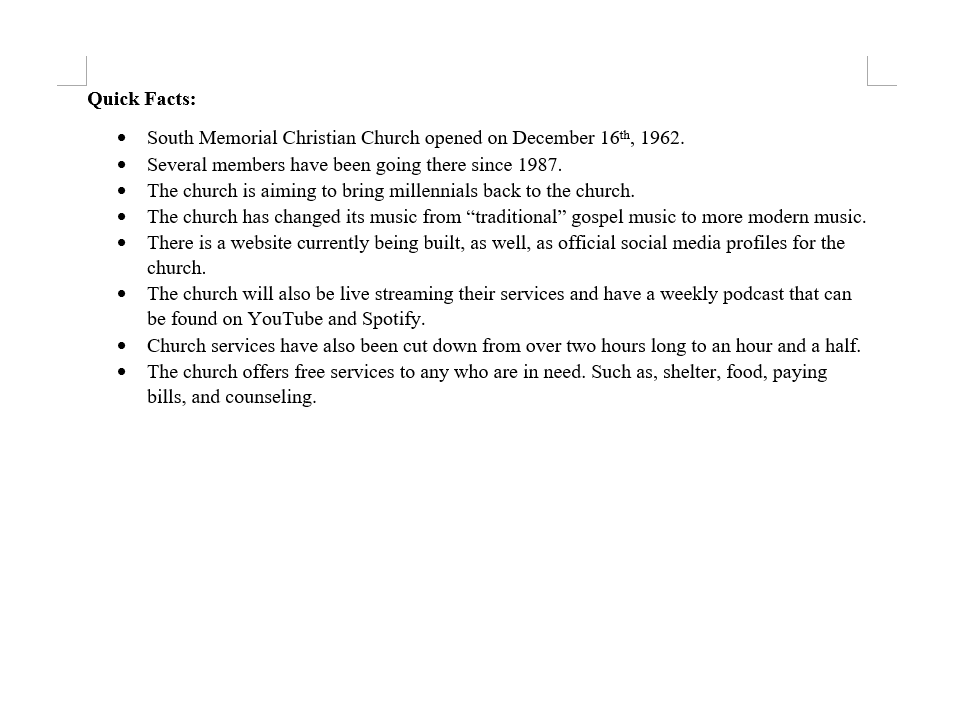 Quick Facts:
• South Memorial Christian Church opened on December 16th, 1962.
• Several members have been going there since 1987.
• The church is aiming to bring millennials back to the church.
• The church has changed its music from “traditional” gospel music to more modern music.
• There is a website currently being built, as well, as official social media profiles for the
church.
• The church will also be live streaming their services and have a weekly podcast that can
be found on YouTube and Spotify.
• Church services have also been cut down from over two hours long to an hour and a half.
• The church offers free services to any who are in need. Such as, shelter, food, paying
bills, and counseling.